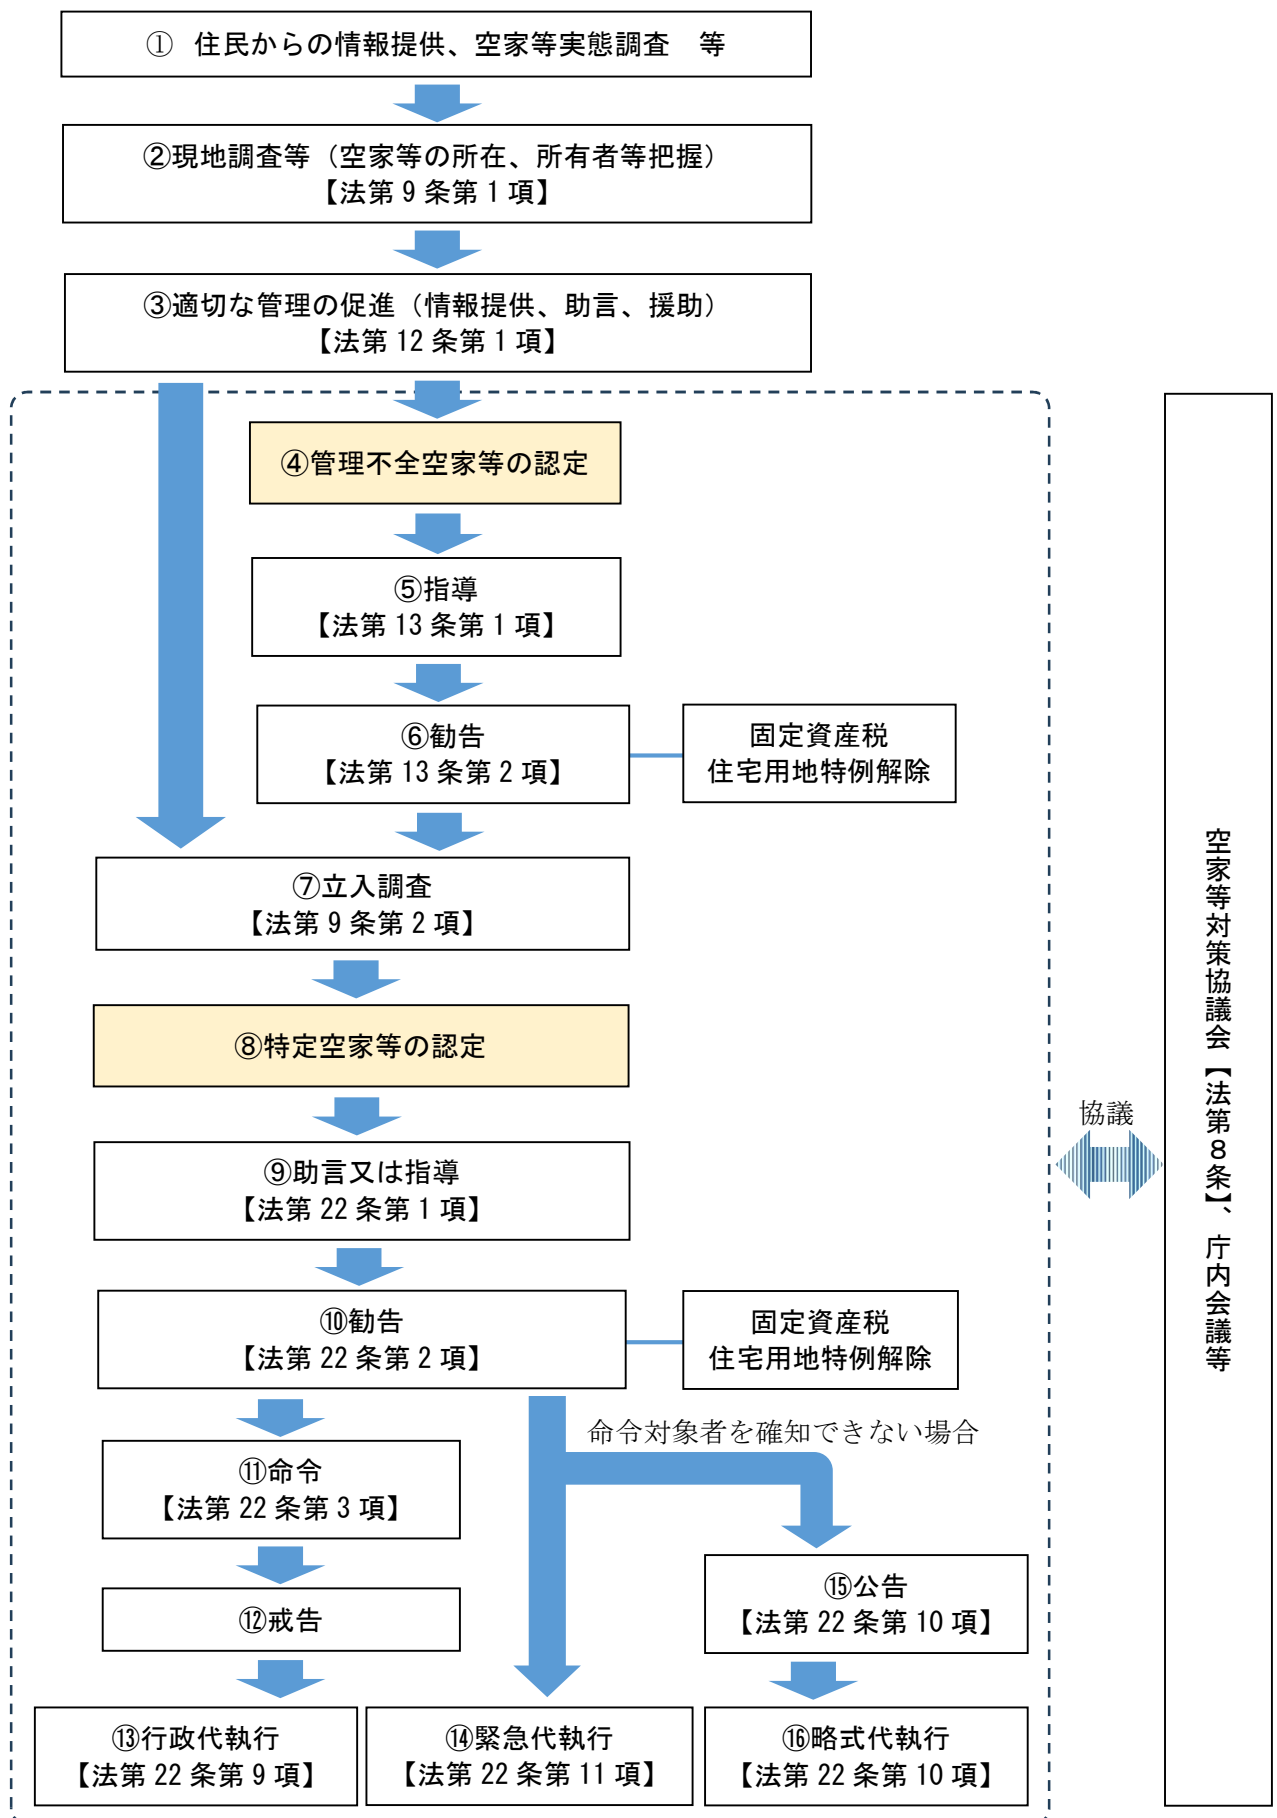 ① 住民からの情報提供、空家等実態調査　等
②現地調査等（空家等の所在、所有者等把握）
【法第 9 条第 1 項】
③適切な管理の促進（情報提供、助言、援助）
【法第 12 条第 1 項】
④管理不全空家等の認定
⑤指導
【法第 13 条第 1 項】
⑥勧告
【法第 13 条第 2 項】
固定資産税
住宅用地特例解除
⑦立入調査
【法第 9 条第 2 項】
⑧特定空家等の認定
⑨助言又は指導
【法第 22 条第 1 項】
⑩勧告
【法第 22 条第 2 項】
固定資産税
住宅用地特例解除
命令対象者を確知できない場合
⑪命令
【法第 22 条第 3 項】
⑫戒告
⑮公告
【法第 22 条第 10 項】
⑬行政代執行
【法第 22 条第 9 項】
⑭緊急代執行
【法第 22 条第 11 項】
⑯略式代執行
【法第 22 条第 10 項】
協議
空家等対策協議会【法第８条】、庁内会議等